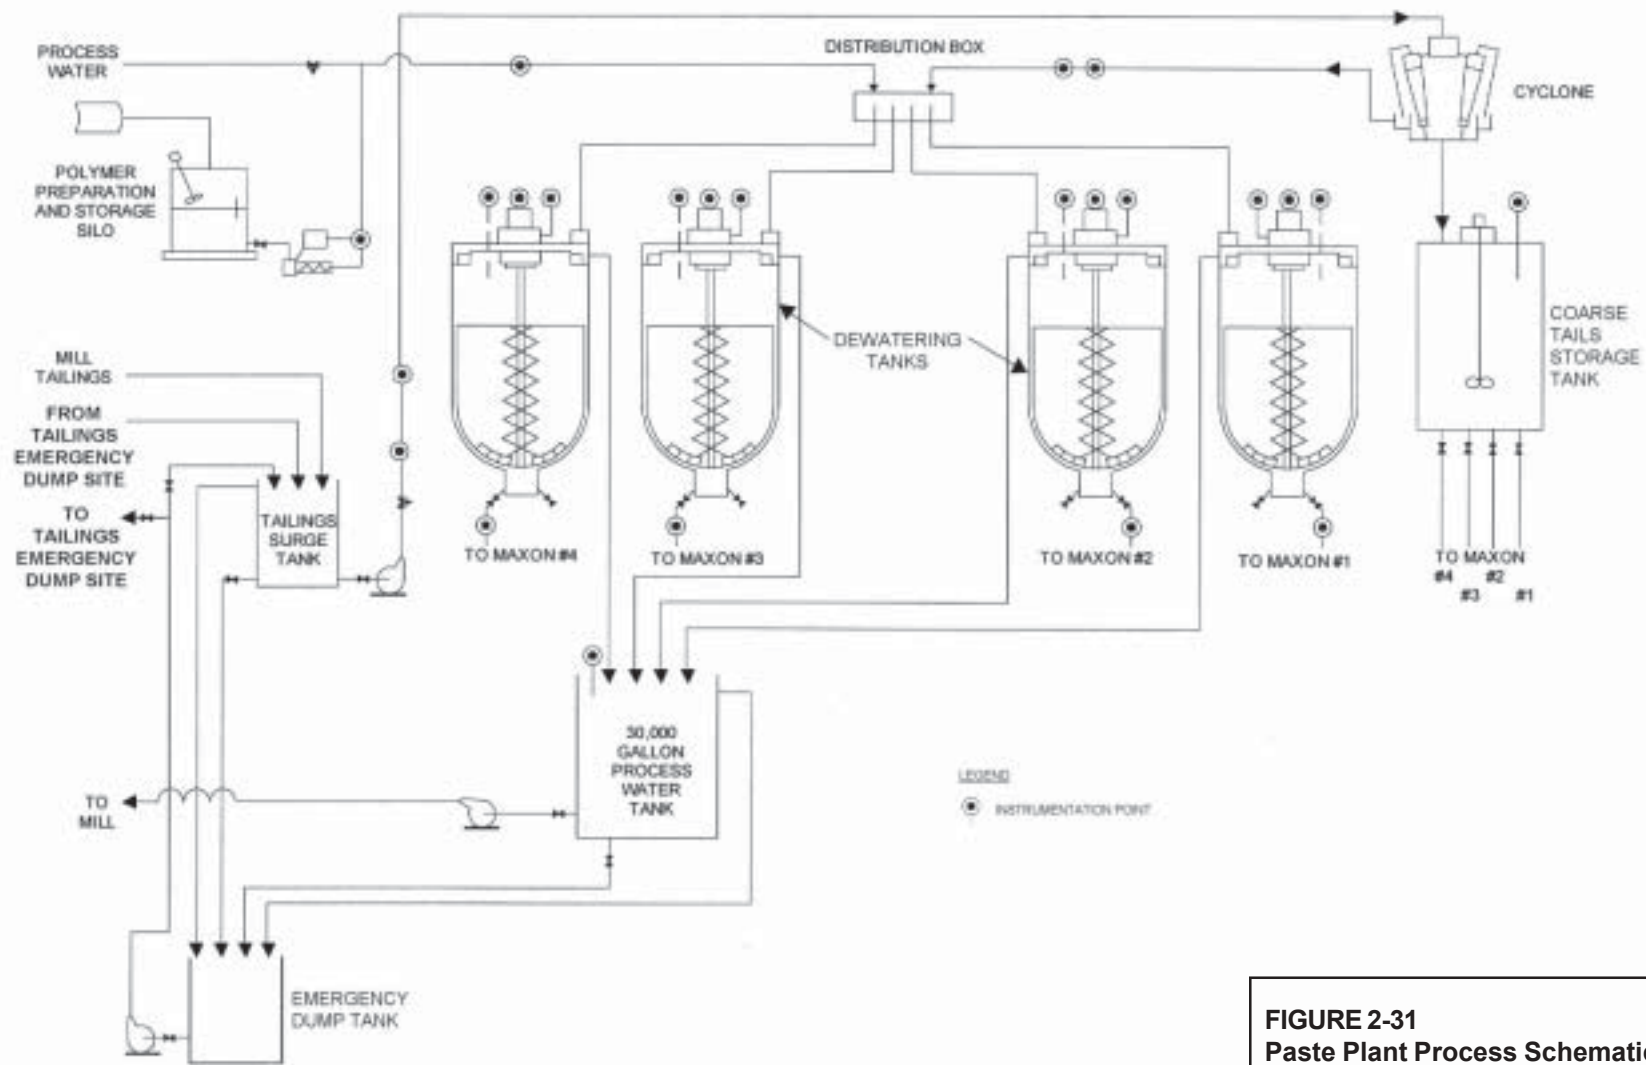 PROCESS
WATER
DISTRIBUTION BOX
CYCLONE
POLYMER
PREPARATION
AND STORAGE
SILO
DEWATERING
TANKS
COARSE
TAILS
STORAGE
TANK
MILL
TAILINGS
FROM
TAILINGS
EMERGENCY
DUMP SITE
TO
TAILINGS
EMERGENCY
DUMP SITE
TAILINGS
SURGE
TANK
TO MAXON #4
TO MAXON #3
TO MAXON #2
TO MAXON #1
TO MAXON
#4 #2
#3 #1
30,000
GALLON
PROCESS
WATER
TANK
LEGEND
INSTRUMENTATION POINT
TO
MILL
EMERGENCY
DUMP TANK
FIGURE 2-31
Paste Plant Process Schematic